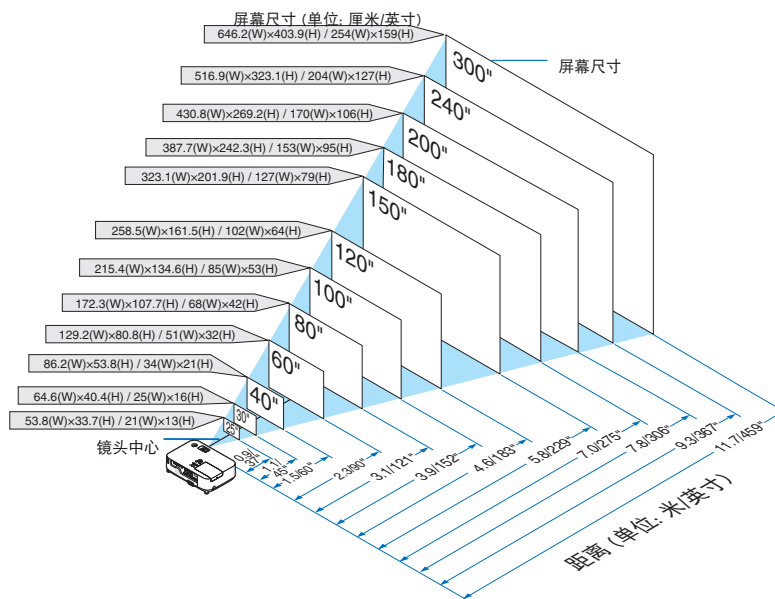 屏幕尺寸 (单位: 厘米/英寸)
646.2(W)×403.9(H) / 254(W)×159(H)
300"
屏幕尺寸
516.9(W)×323.1(H) / 204(W)×127(H)
240"
430.8(W)×269.2(H) / 170(W)×106(H)
200"
387.7(W)×242.3(H) / 153(W)×95(H)
180"
323.1(W)×201.9(H) / 127(W)×79(H)
150"
258.5(W)×161.5(H) / 102(W)×64(H)
120"
215.4(W)×134.6(H) / 85(W)×53(H)
100"
172.3(W)×107.7(H) / 68(W)×42(H)
80"
129.2(W)×80.8(H) / 51(W)×32(H)
60"
86.2(W)×53.8(H) / 34(W)×21(H)
40"
64.6(W)×40.4(H) / 25(W)×16(H)
30"
53.8(W)×33.7(H) / 21(W)×13(H)
25"
镜头中心
0.9/
37"
1.1/
45"
1.5/60"
2.3/90"
3.1/121"
3.9/152"
4.6/183"
5.8/229"
7.0/275"
7.8/306"
9.3/367"
11.7/459"
距离 (单位: 米/英寸)